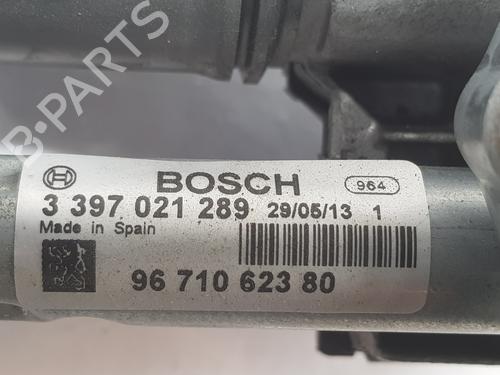 B-PARTS
BOSCH
964
3 397 021 289 29/05/13 1
Made in Spain
96 710 623 80